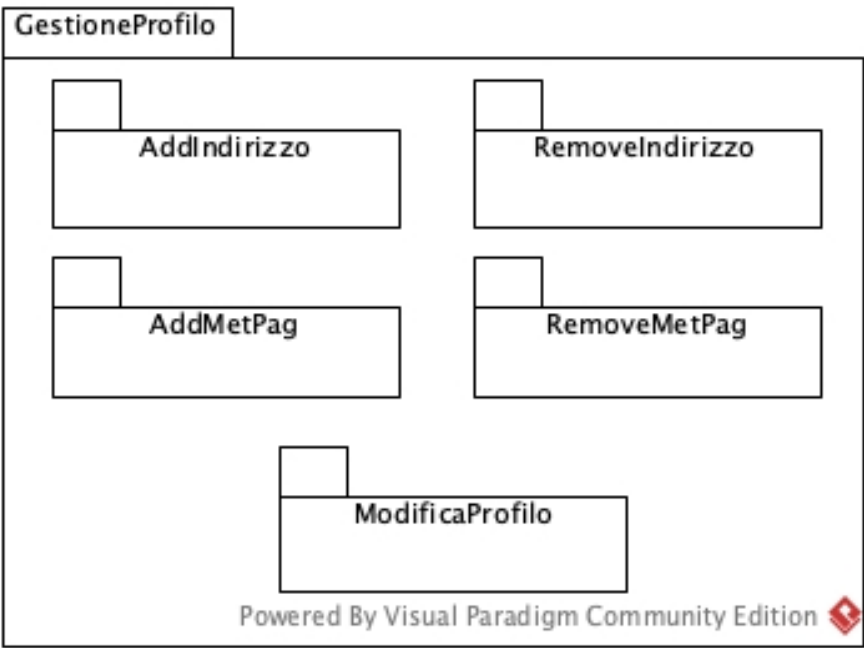 GestioneProfilo
AddIndirizzo
RemoveIndirizzo
AddMetPag
RemoveMetPag
ModificaProfilo
Powered By Visual Paradigm Community Edition